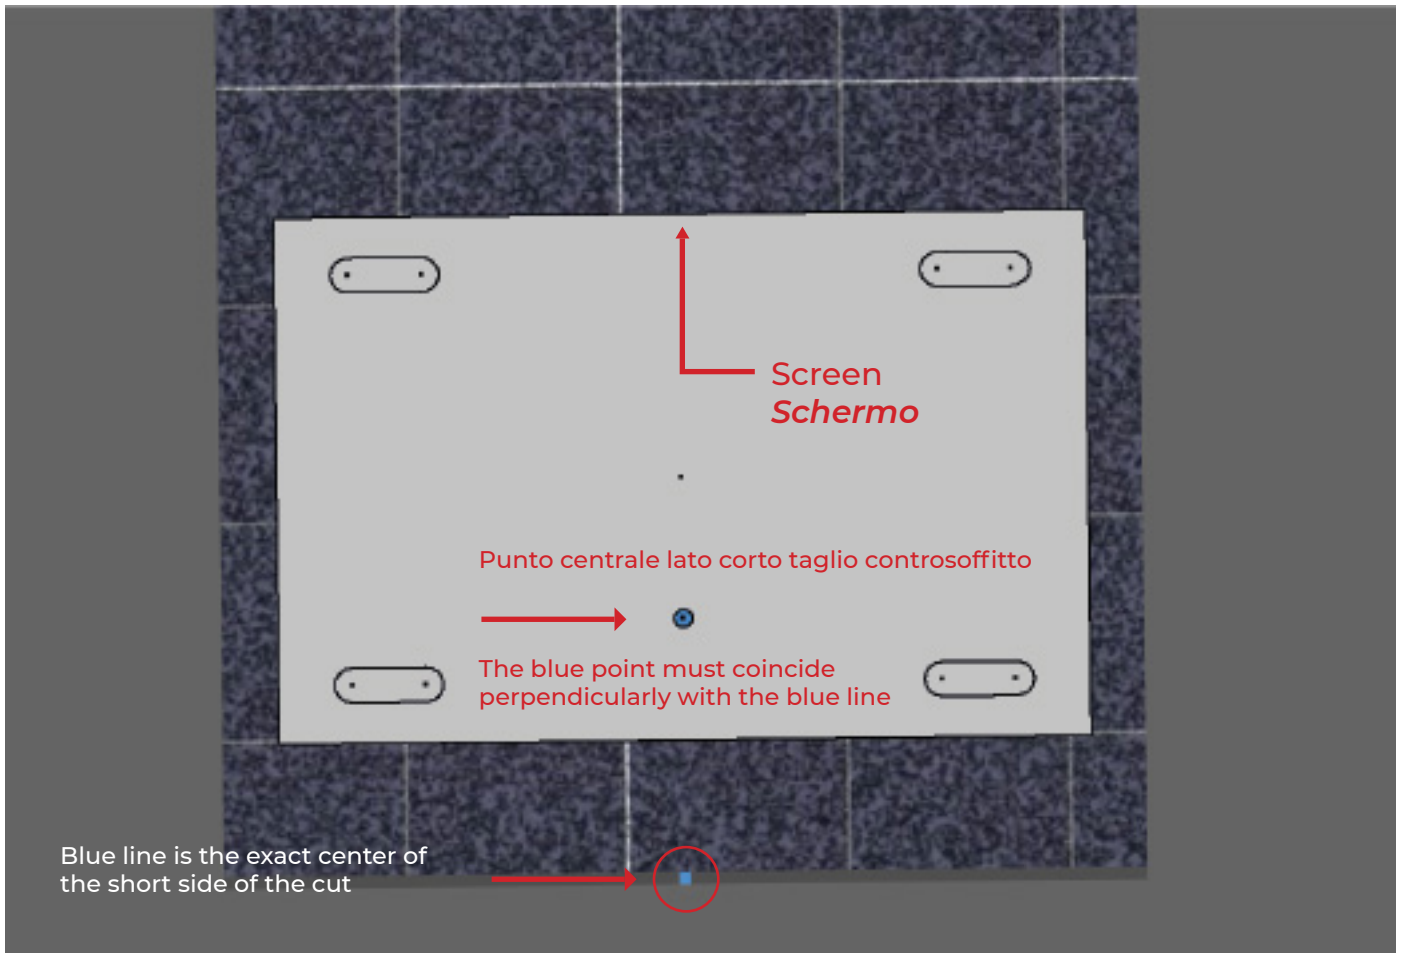 Screen
Schermo
Punto centrale lato corto taglio controsoffitto
The blue point must coincide
perpendicularly with the blue line
Blue line is the exact center of
the short side of the cut